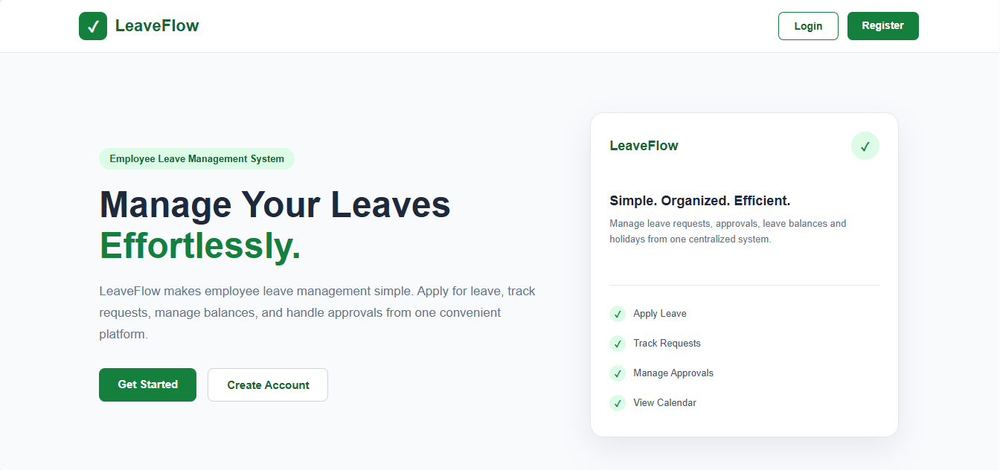 LeaveFlow
Login
Register
Employee Leave Management System
Manage Your Leaves
Effortlessly.
LeaveFlow makes employee leave management simple. Apply for leave, track
requests, manage balances, and handle approvals from one convenient
platform.
Get Started
Create Account
LeaveFlow
Simple. Organized. Efficient.
Manage leave requests, approvals, leave balances and
holidays from one centralized system.
Apply Leave
Track Requests
Manage Approvals
View Calendar